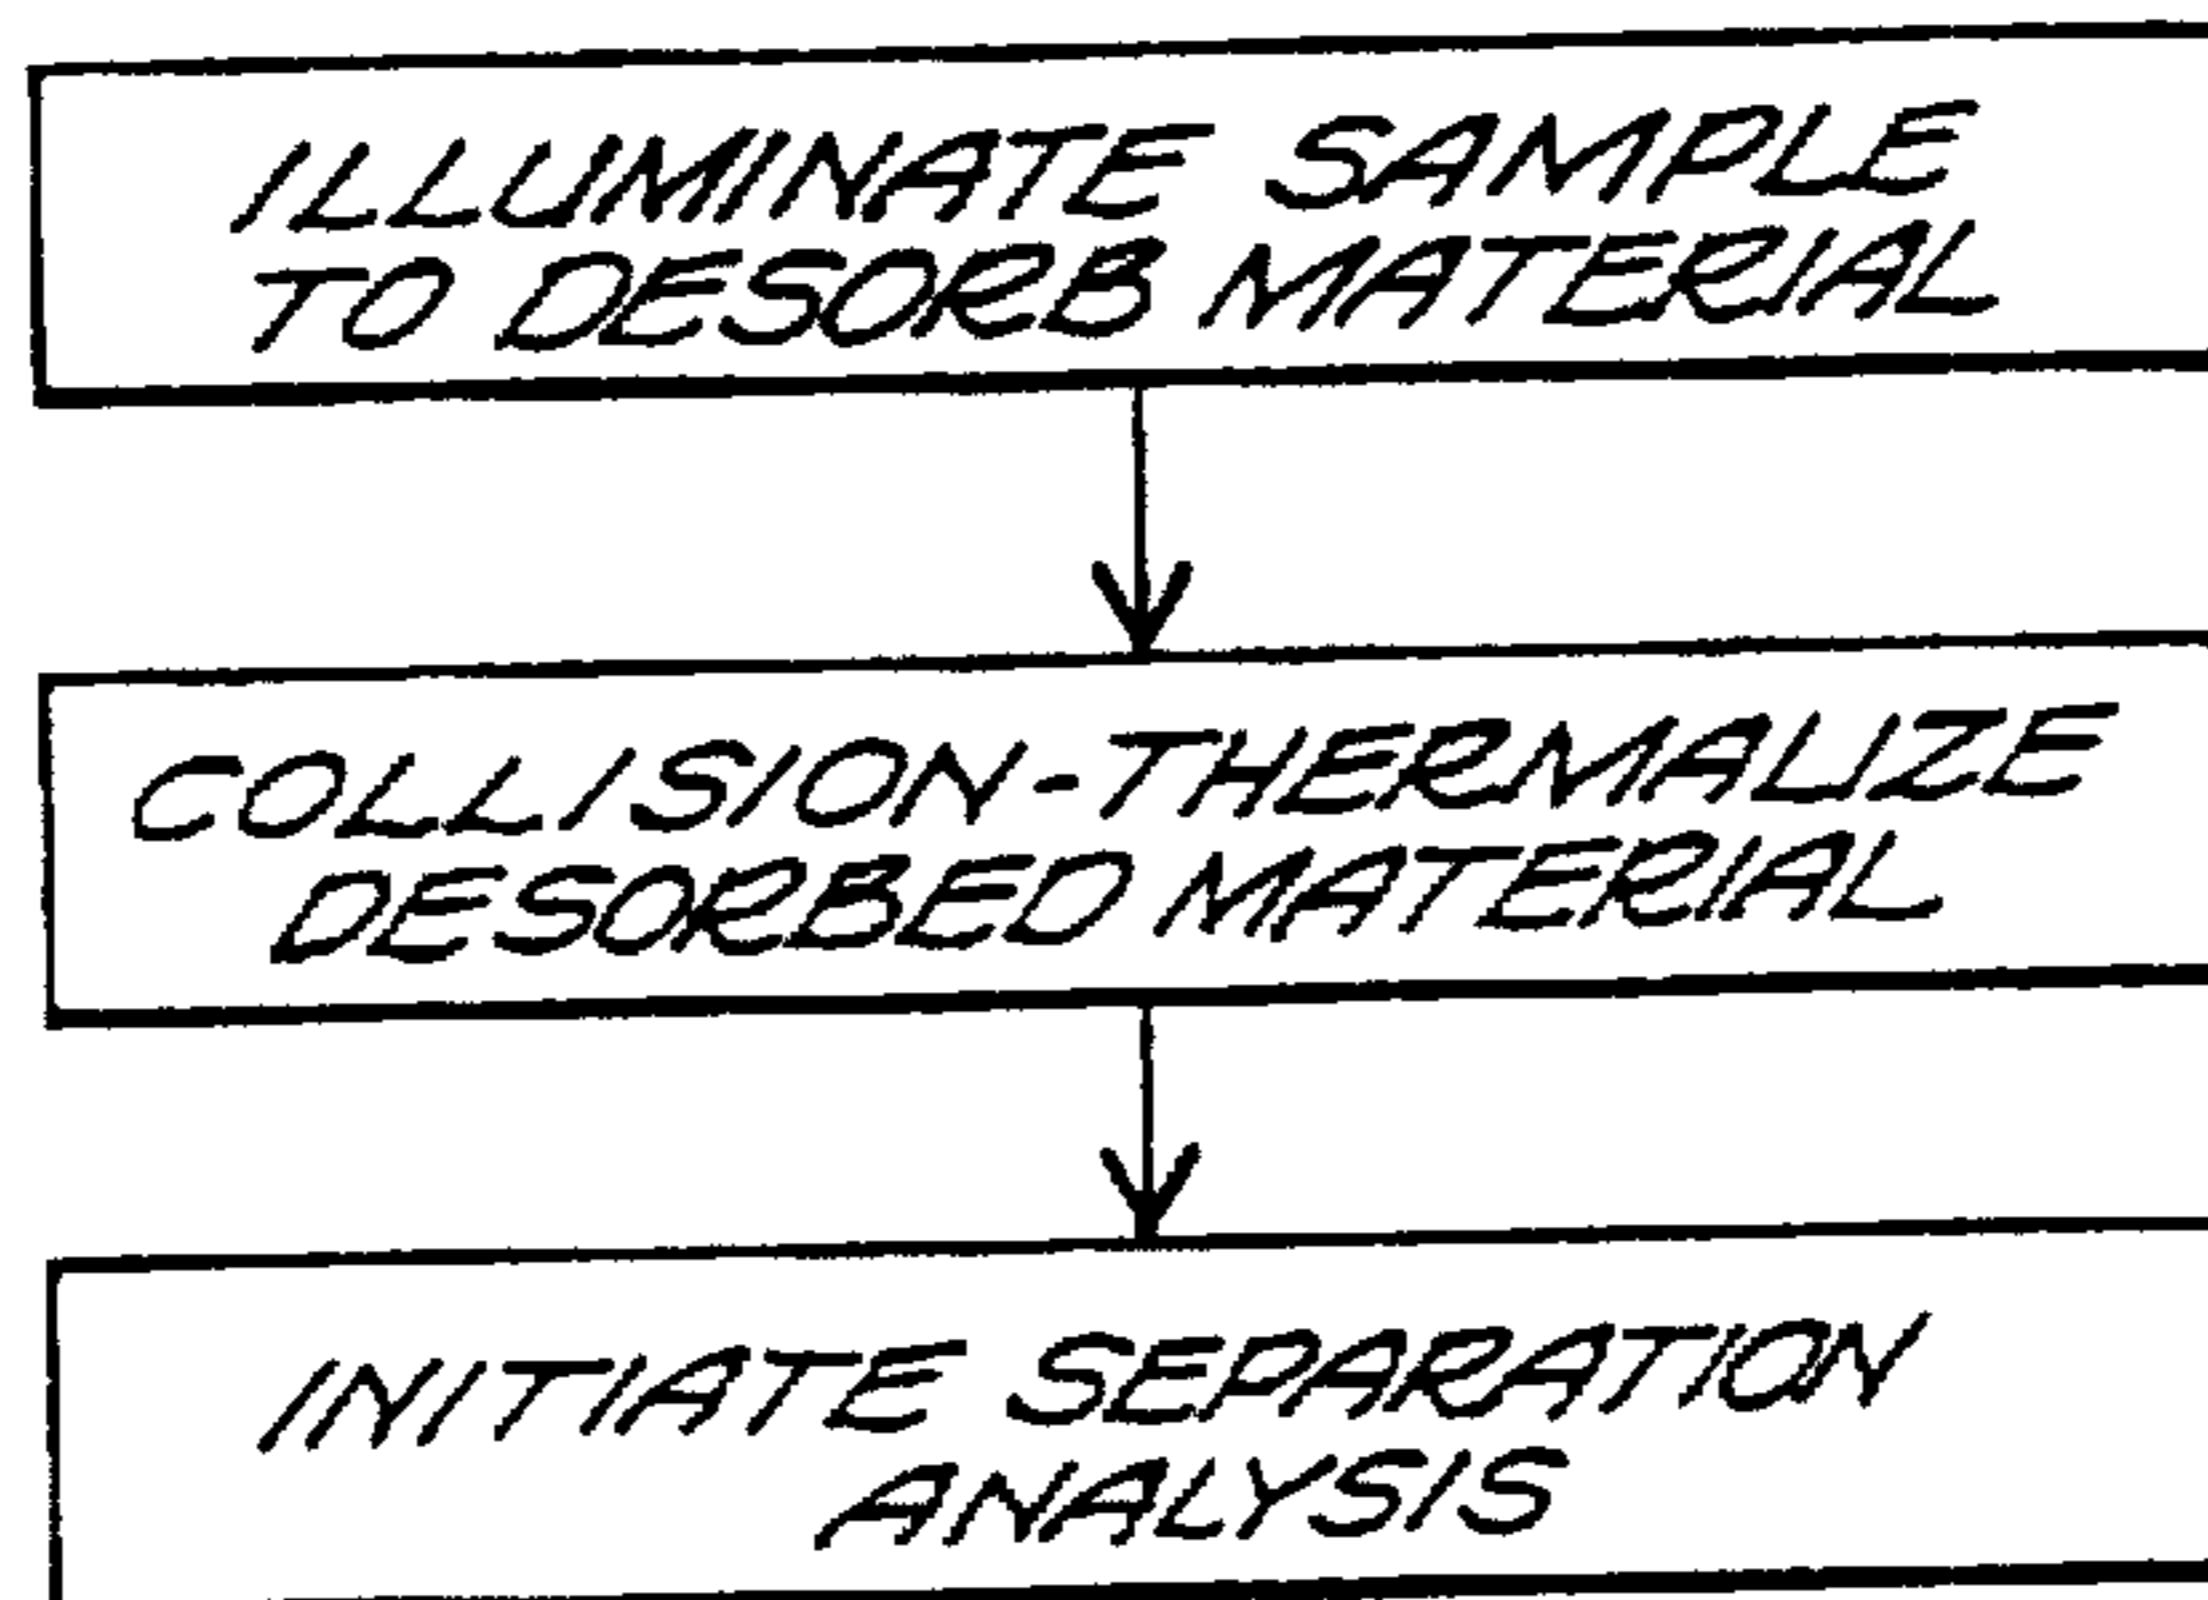 ILLUMINATE SAMPLE
TO DESORB MATERIAL
COLLISION-THERMALIZE
DESORBED MATERIAL
INITIATE SEPARATION
ANALYSIS